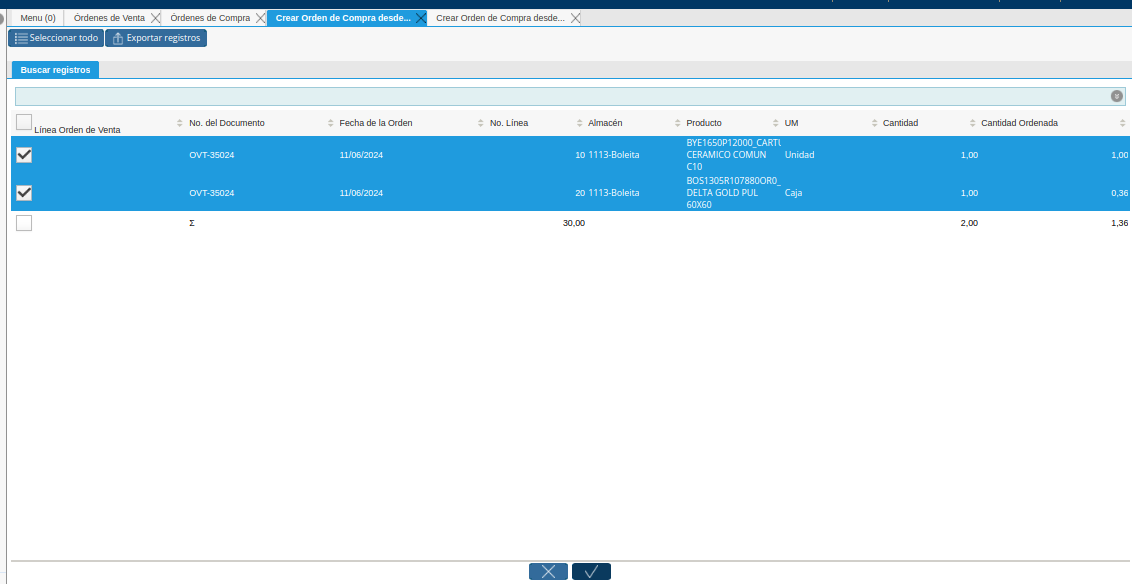 Menu (0) Órdenes de Venta Órdenes de Compra Crear Orden de Compra desde... Crear Orden de Compra desde...
Seleccionar todo Exportar registros
Buscar registros
Línea Orden de Venta No. del Documento Fecha de la Orden No. Línea Almacén Producto UM Cantidad Cantidad Ordenada
OVT-35024 11/06/2024 10 1113-Boleita BYE1650P12000_CARTU Unidad 1,00 1,00
CERAMICO COMUN
C10
OVT-35024 11/06/2024 20 1113-Boleita BOS1305R107880OR0_ Caja 1,00 0,36
DELTA GOLD PUL
60X60
Σ 30,00 2,00 1,36